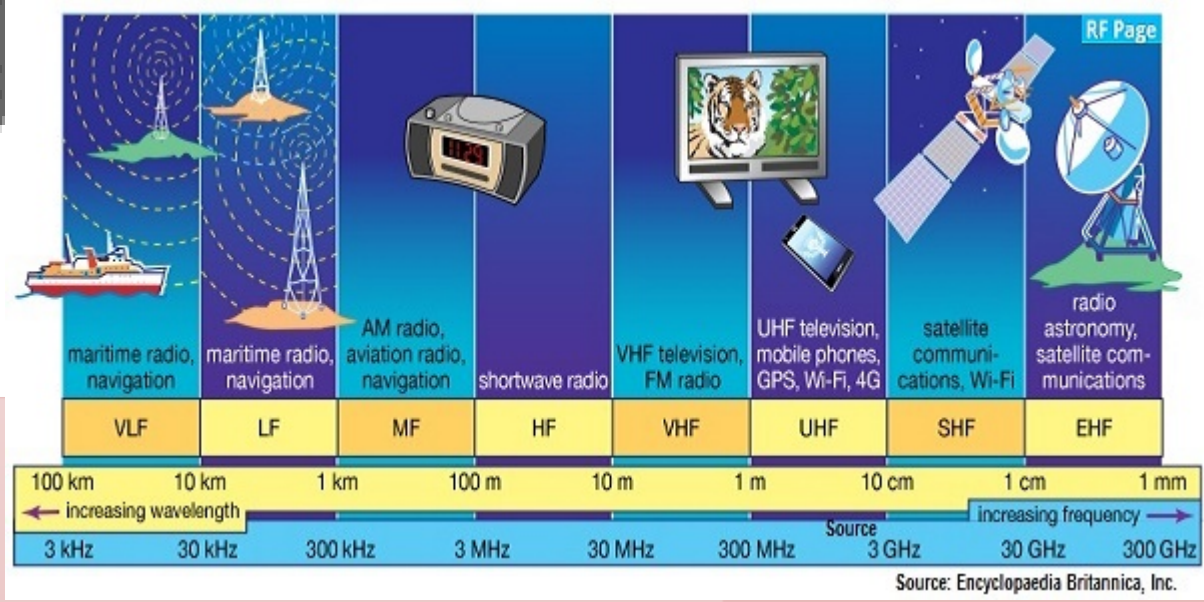 RF Page
11:29
maritime radio,
navigation
maritime radio,
navigation
AM radio,
aviation radio,
navigation
shortwave radio
VHF television,
FM radio
UHF television,
mobile phones,
GPS, Wi-Fi, 4G
satellite
communi-
cations, Wi-Fi
radio
astronomy,
satellite com-
munications
VLF LF MF HF VHF UHF SHF EHF
100 km 10 km 1 km 100 m 10 m 1 m 10 cm 1 cm 1 mm
← increasing wavelength
increasing frequency →
Source
3 kHz 30 kHz 300 kHz 3 MHz 30 MHz 300 MHz 3 GHz 30 GHz 300 GHz
Source: Encyclopaedia Britannica, Inc.